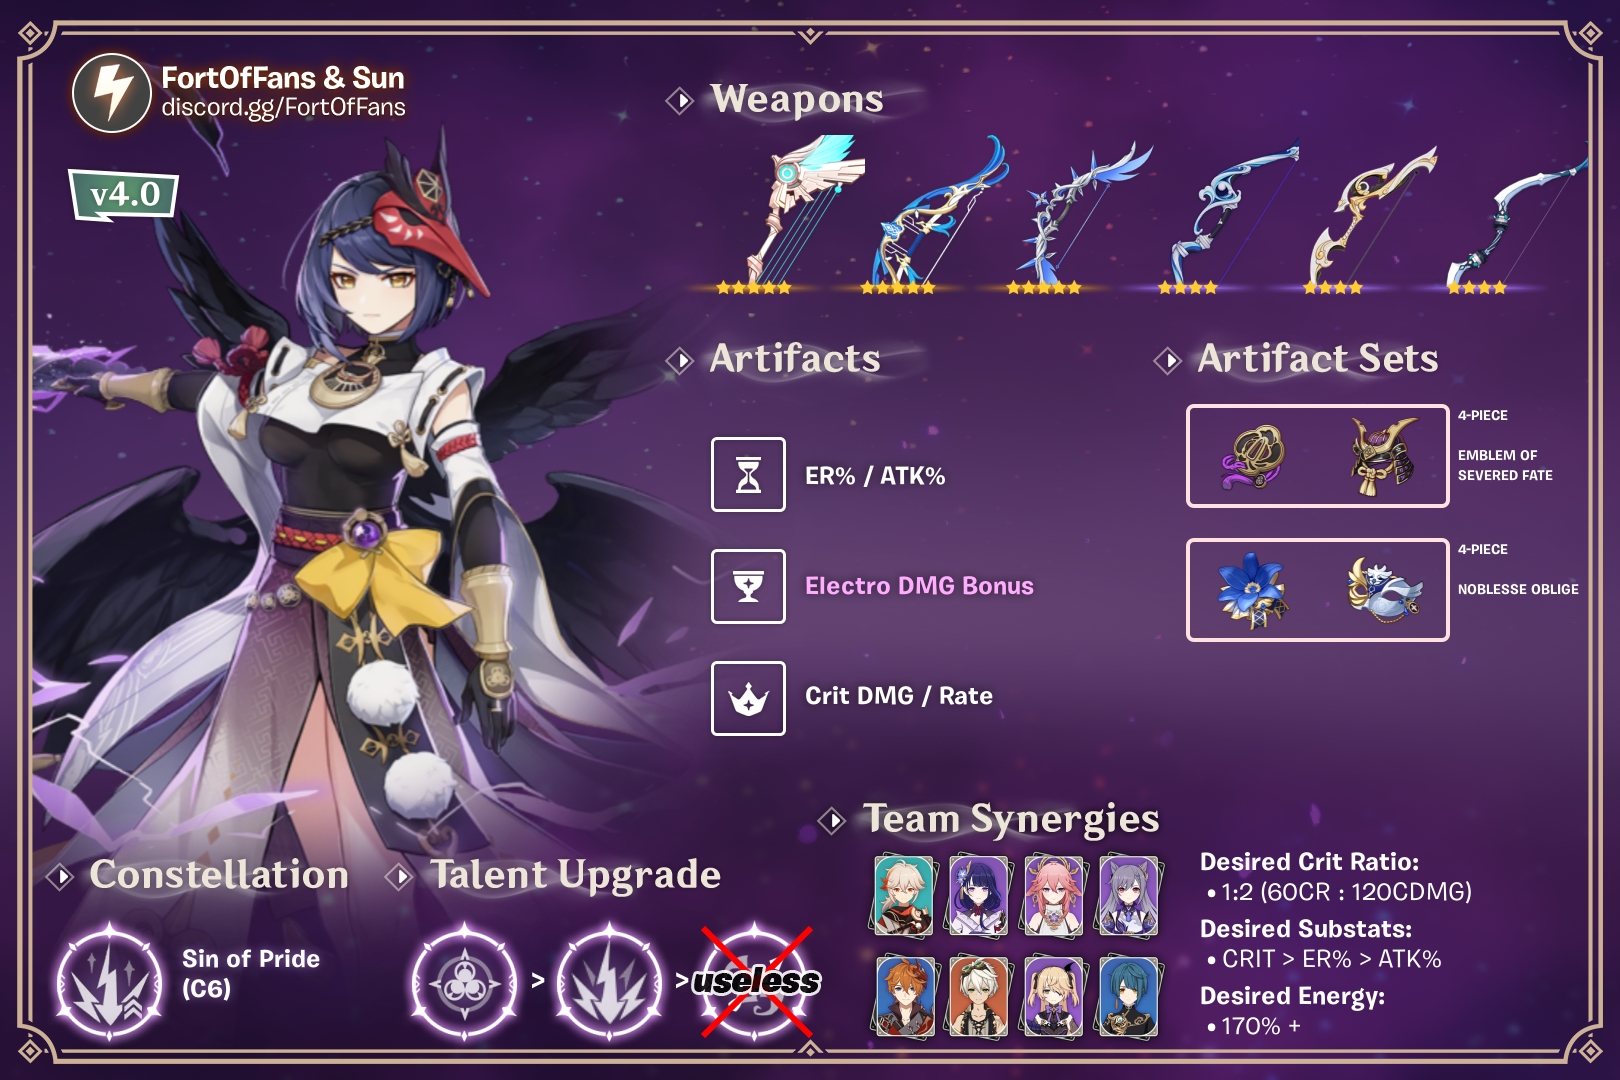 FortOfFans & Sun
discord.gg/FortOfFans
v4.0
Weapons
Artifacts
ER% / ATK%
Electro DMG Bonus
Crit DMG / Rate
Artifact Sets
4-PIECE
EMBLEM OF
SEVERED FATE
4-PIECE
NOBLESSE OBLIGE
Constellation
Sin of Pride
(C6)
Talent Upgrade
> > useless
Team Synergies
Desired Crit Ratio:
• 1:2 (60CR : 120CDMG)
Desired Substats:
• CRIT > ER% > ATK%
Desired Energy:
• 170% +